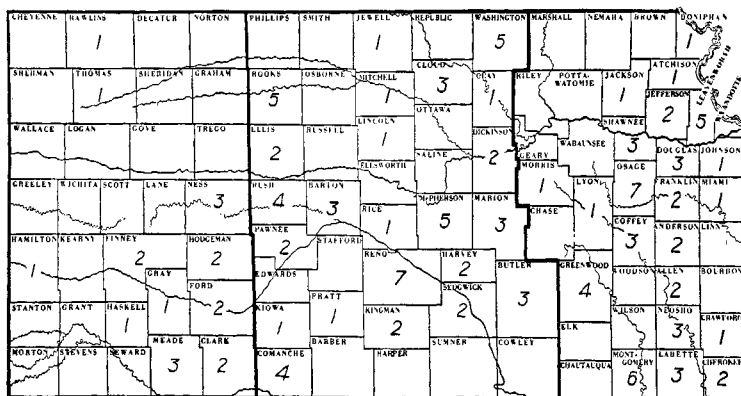 CHEYENNE RAWLINS DECATUR NORTON PHILLIPS SMITH JEWELL REPUBLIC WASHINGTON MARSHALL NEMAHA BROWN DONIPHAN
1 1 5 1
SHERMAN THOMAS SHERIDAN GRAHAM ROOKS OSBORNE MITCHELL CLOUD CLAY RILEY POTTAWATOMIE JACKSON ATCHISON JEFFERSON LEAVENWORTH WYANDOTTE
1 5 1 3 1 1 1 2 5
WALLACE LOGAN GOVE TREGO ELLIS RUSSELL LINCOLN OTTAWA DICKINSON GEARY WABAUNSEE SHAWNEE DOUGLAS JOHNSON
2 1 2 3 3 1
GREELEY WICHITA SCOTT LANE NESS RUSH BARTON ELLSWORTH SALINE MORRIS LYON OSAGE FRANKLIN MIAMI
3 4 3 1 1 7 2 1
HAMILTON KEARNY FINNEY HODGEMAN PAWNEE STAFFORD RICE McPHERSON MARION CHASE COFFEY ANDERSON LINN
1 2 2 2 1 5 3 3 2
GRAY FORD EDWARDS RENO HARVEY SEDGWICK BUTLER GREENWOOD WOODSON ALLEN BOURBON
1 2 7 2 2 3 4 2
STANTON GRANT HASKELL KIOWA PRATT KINGMAN ELK WILSON NEOSHO CRAWFORD
1 1 1 2 3 1
MORTON STEVENS SEWARD MEADE CLARK COMANCHE BARBER HARPER SUMNER COWLEY CHAUTAUQUA MONTGOMERY LABETTE CHEROKEE
3 2 4 6 3 2